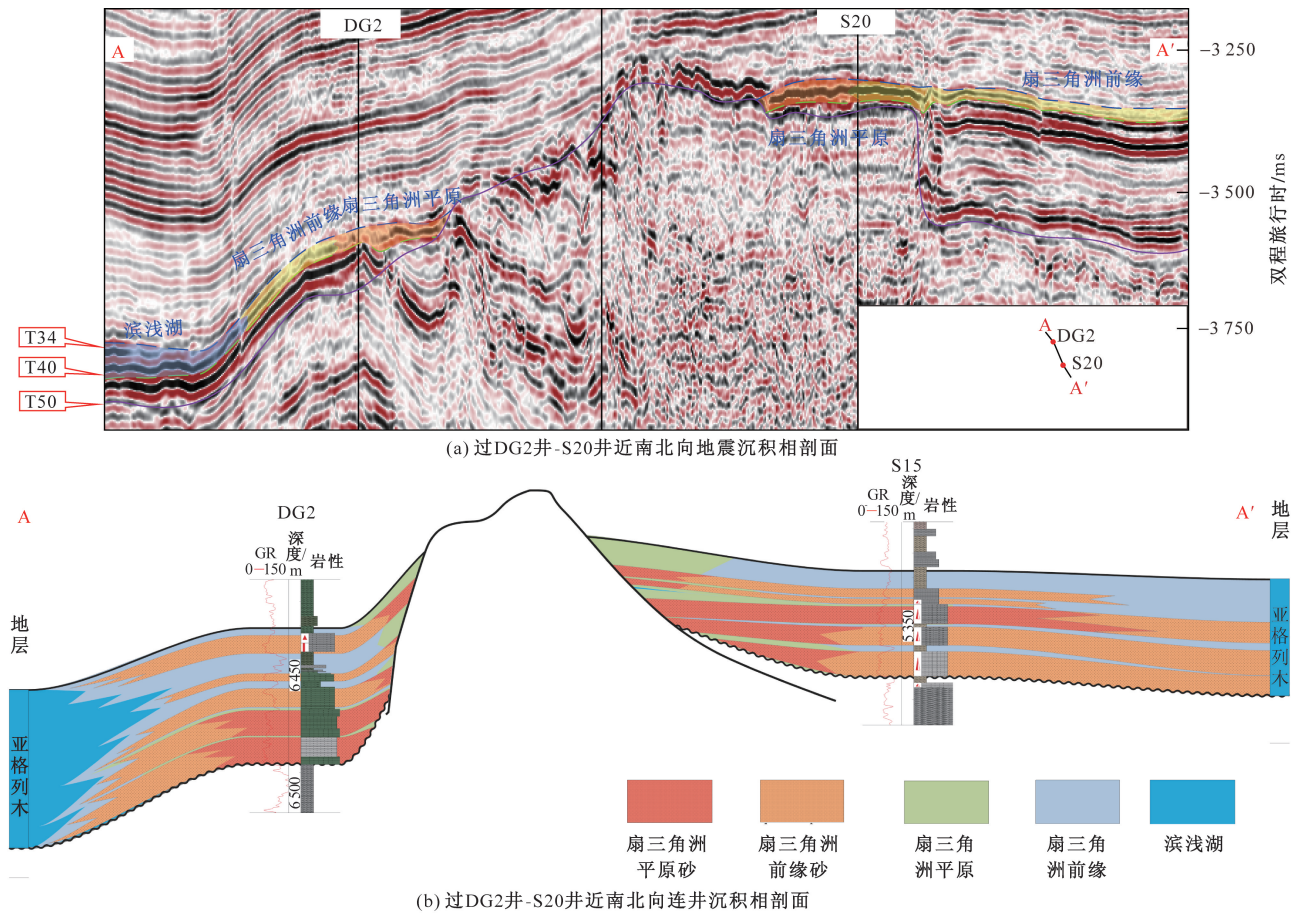 DG2
S20
A
A′
−3 250
扇三角洲前缘
扇三角洲平原
−3 500
扇三角洲平原
扇三角洲前缘
双程旅行时/ms
滨浅湖
T34
T40
T50
−3 750
A
DG2
S20
A′
(a) 过DG2井-S20井近南北向地震沉积相剖面
A
DG2
GR
0—150
深度/
m
岩性
6 450
6 500
S15
GR
0—150
深度/
m
岩性
5 350
A′
地层
亚格列木
地层
亚格列木
扇三角洲
平原砂
扇三角洲
前缘砂
扇三角
洲平原
扇三角
洲前缘
滨浅湖
(b) 过DG2井-S20井近南北向连井沉积相剖面